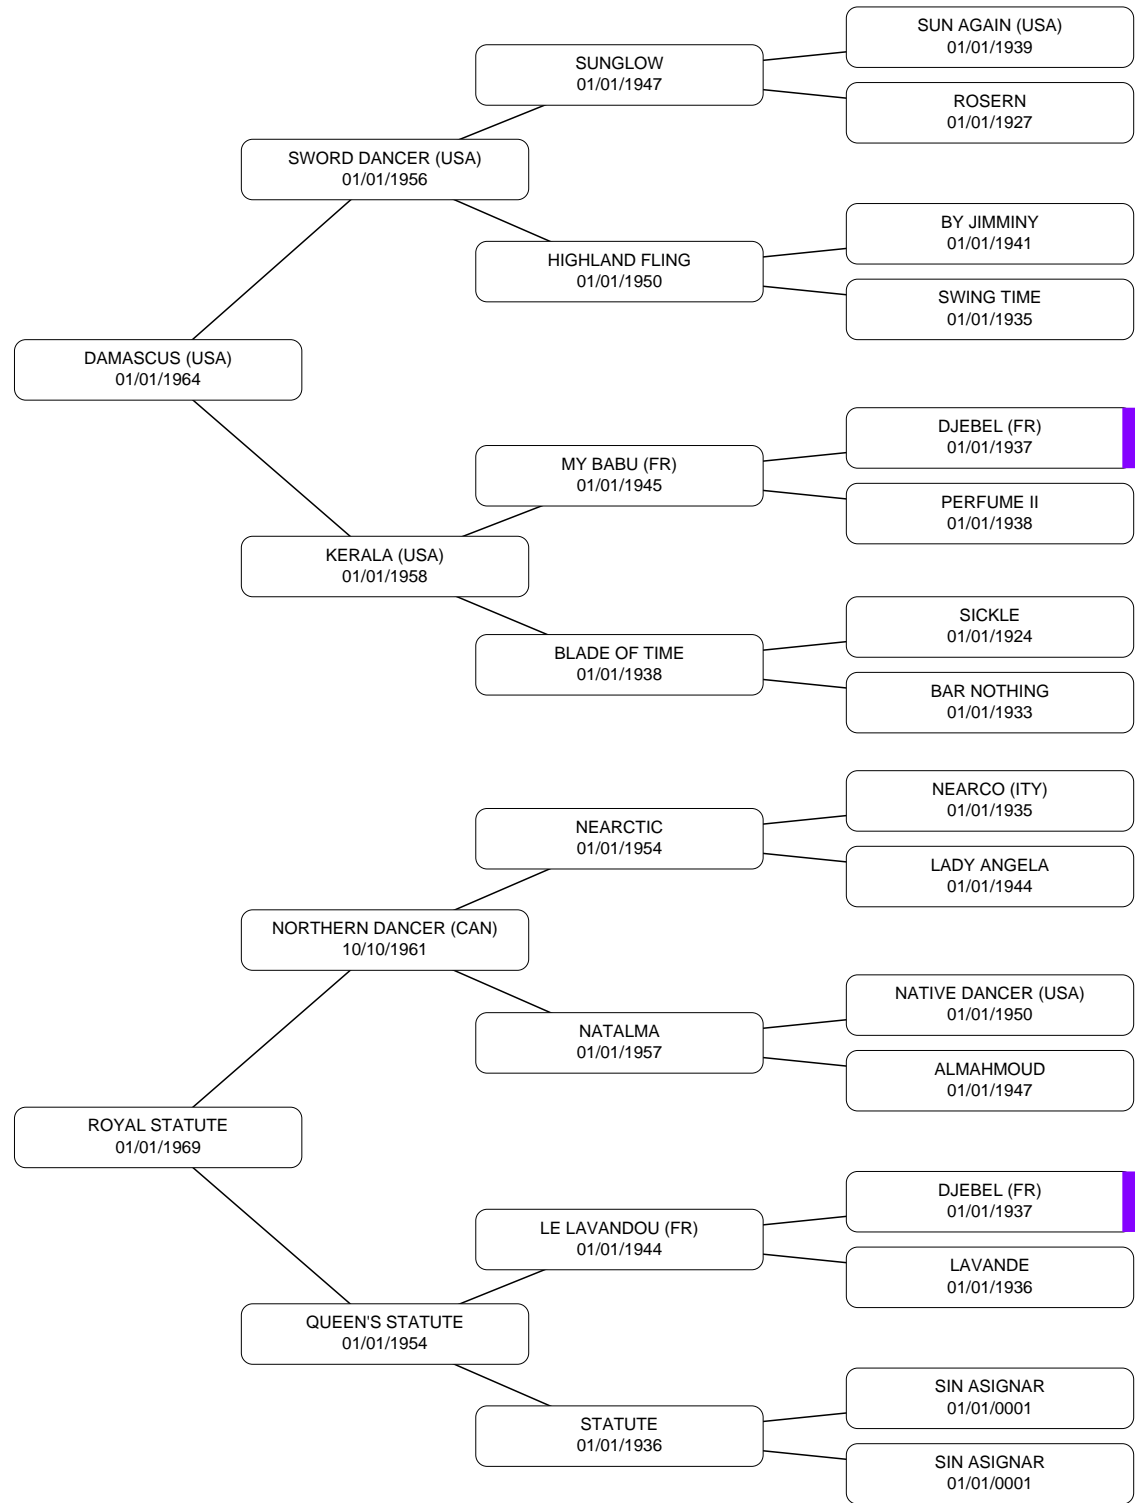 SUN AGAIN (USA)
01/01/1939
SUNGLOW
01/01/1947
ROSERN
01/01/1927
SWORD DANCER (USA)
01/01/1956
BY JIMMINY
01/01/1941
HIGHLAND FLING
01/01/1950
SWING TIME
01/01/1935
DAMASCUS (USA)
01/01/1964
DJEBEL (FR)
01/01/1937
MY BABU (FR)
01/01/1945
PERFUME II
01/01/1938
KERALA (USA)
01/01/1958
SICKLE
01/01/1924
BLADE OF TIME
01/01/1938
BAR NOTHING
01/01/1933
NEARCO (ITY)
01/01/1935
NEARCTIC
01/01/1954
LADY ANGELA
01/01/1944
NORTHERN DANCER (CAN)
10/10/1961
NATIVE DANCER (USA)
01/01/1950
NATALMA
01/01/1957
ALMAHMOUD
01/01/1947
ROYAL STATUTE
01/01/1969
DJEBEL (FR)
01/01/1937
LE LAVANDOU (FR)
01/01/1944
LAVANDE
01/01/1936
QUEEN'S STATUTE
01/01/1954
SIN ASIGNAR
01/01/0001
STATUTE
01/01/1936
SIN ASIGNAR
01/01/0001